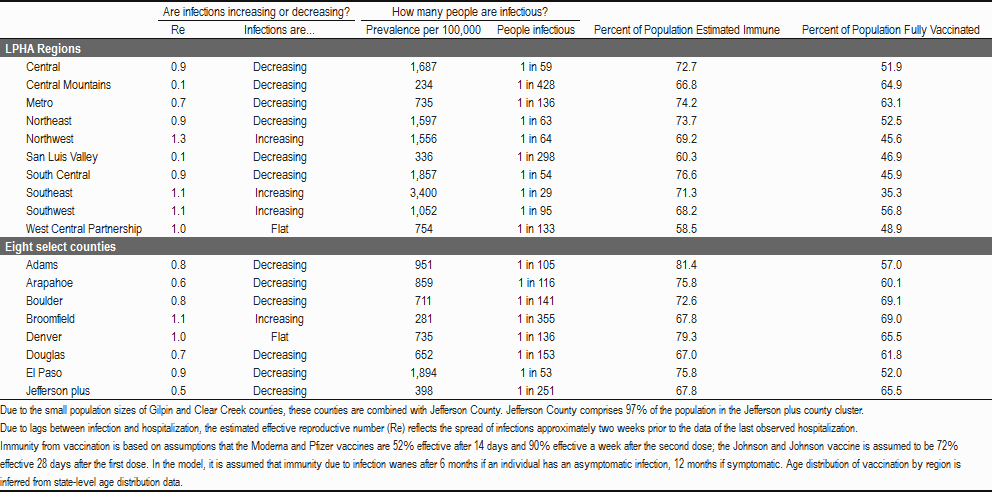 Are infections increasing or decreasing? How many people are infectious?
Re Infections are... Prevalence per 100,000 People infectious Percent of Population Estimated Immune Percent of Population Fully Vaccinated
LPHA Regions
Central 0.9 Decreasing 1,687 1 in 59 72.7 51.9
Central Mountains 0.1 Decreasing 234 1 in 428 66.8 64.9
Metro 0.7 Decreasing 735 1 in 136 74.2 63.1
Northeast 0.9 Decreasing 1,597 1 in 63 73.7 52.5
Northwest 1.3 Increasing 1,556 1 in 64 69.2 45.6
San Luis Valley 0.1 Decreasing 336 1 in 298 60.3 46.9
South Central 0.9 Decreasing 1,857 1 in 54 76.6 45.9
Southeast 1.1 Increasing 3,400 1 in 29 71.3 35.3
Southwest 1.1 Increasing 1,052 1 in 95 68.2 56.8
West Central Partnership 1.0 Flat 754 1 in 133 58.5 48.9
Eight select counties
Adams 0.8 Decreasing 951 1 in 105 81.4 57.0
Arapahoe 0.6 Decreasing 859 1 in 116 75.8 60.1
Boulder 0.8 Decreasing 711 1 in 141 72.6 69.1
Broomfield 1.1 Increasing 281 1 in 355 67.8 69.0
Denver 1.0 Flat 735 1 in 136 79.3 65.5
Douglas 0.7 Decreasing 652 1 in 153 67.0 61.8
El Paso 0.9 Decreasing 1,894 1 in 53 75.8 52.0
Jefferson plus 0.5 Decreasing 398 1 in 251 67.8 65.5
Due to the small population sizes of Gilpin and Clear Creek counties, these counties are combined with Jefferson County. Jefferson County comprises 97% of the population in the Jefferson plus county cluster.
Due to lags between infection and hospitalization, the estimated effective reproductive number (Re) reflects the spread of infections approximately two weeks prior to the data of the last observed hospitalization.
Immunity from vaccination is based on assumptions that the Moderna and Pfizer vaccines are 52% effective after 14 days and 90% effective a week after the second dose; the Johnson and Johnson vaccine is assumed to be 72%
effective 28 days after the first dose. In the model, it is assumed that immunity due to infection wanes after 6 months if an individual has an asymptomatic infection, 12 months if symptomatic. Age distribution of vaccination by region is
inferred from state-level age distribution data.